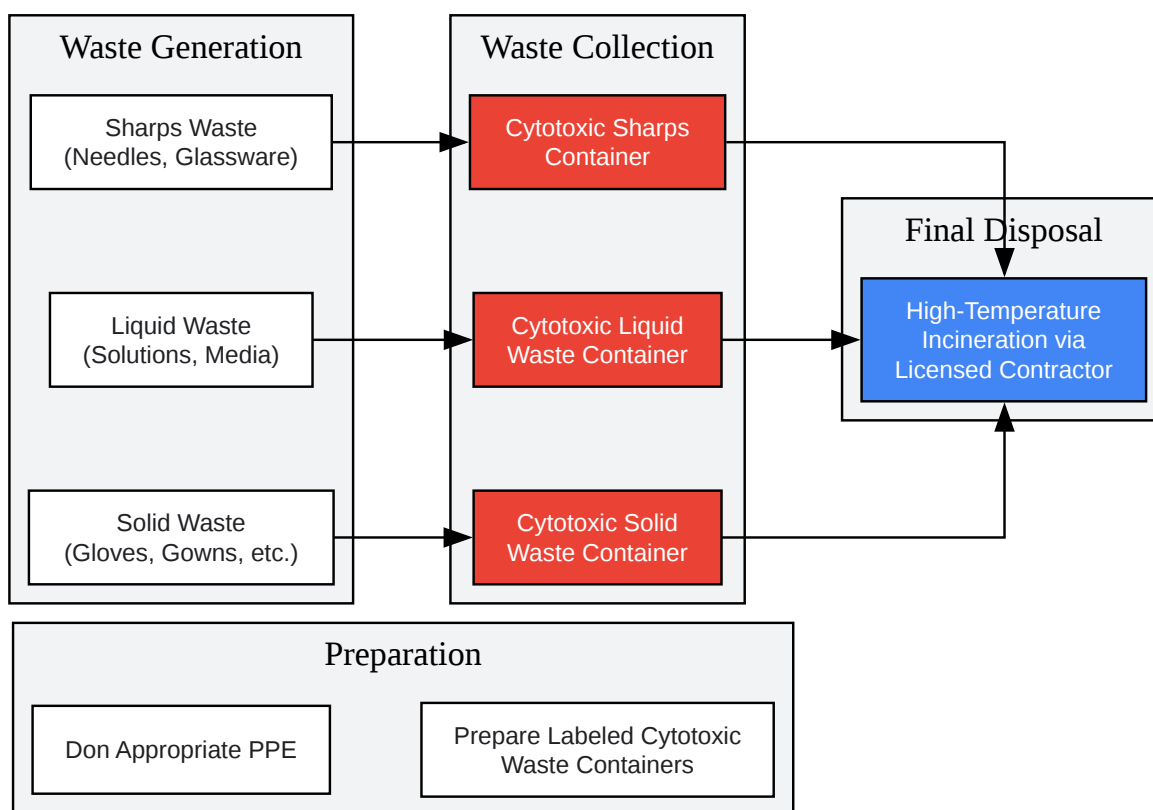 Waste Generation
Sharps Waste
(Needles, Glassware)
Liquid Waste
(Solutions, Media)
Solid Waste
(Gloves, Gowns, etc.)
Waste Collection
Cytotoxic Sharps
Container
Cytotoxic Liquid
Waste Container
Cytotoxic Solid
Waste Container
Final Disposal
High-Temperature
Incineration via
Licensed Contractor
Preparation
Don Appropriate PPE
Prepare Labeled Cytotoxic
Waste Containers